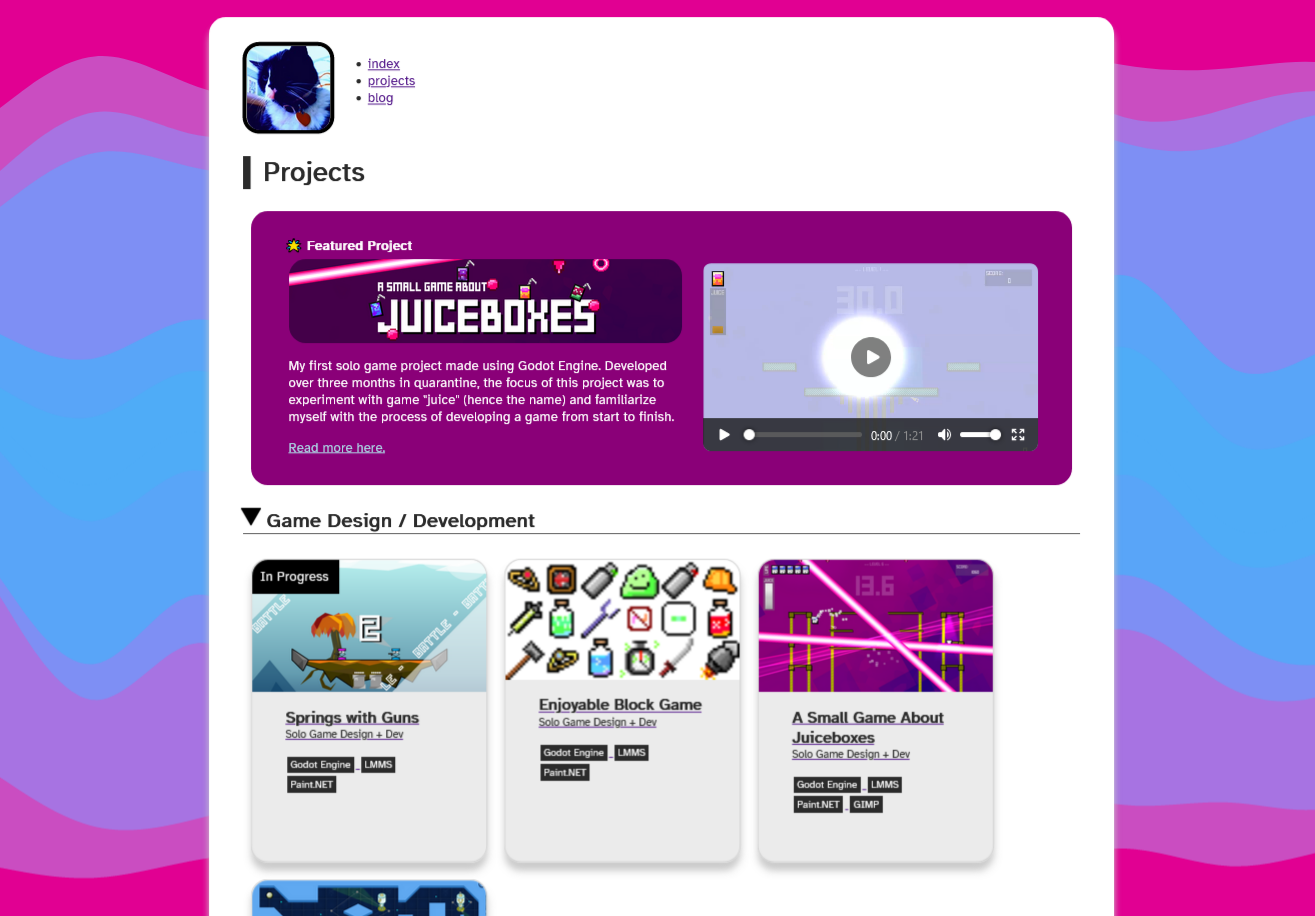 index
projects
blog
Projects
Featured Project
A SMALL GAME ABOUT
JUICEBOXES
My first solo game project made using Godot Engine. Developed
over three months in quarantine, the focus of this project was to
experiment with game "juice" (hence the name) and familiarize
myself with the process of developing a game from start to finish.
Read more here.
30.0
0:00 / 1:21
Game Design / Development
In Progress
BATTLE
2
BATTLE - BATTLE -
13.6
Springs with Guns
Solo Game Design + Dev
Godot Engine LMMS
Paint.NET
Enjoyable Block Game
Solo Game Design + Dev
Godot Engine LMMS
Paint.NET
A Small Game About
Juiceboxes
Solo Game Design + Dev
Godot Engine LMMS
Paint.NET GIMP